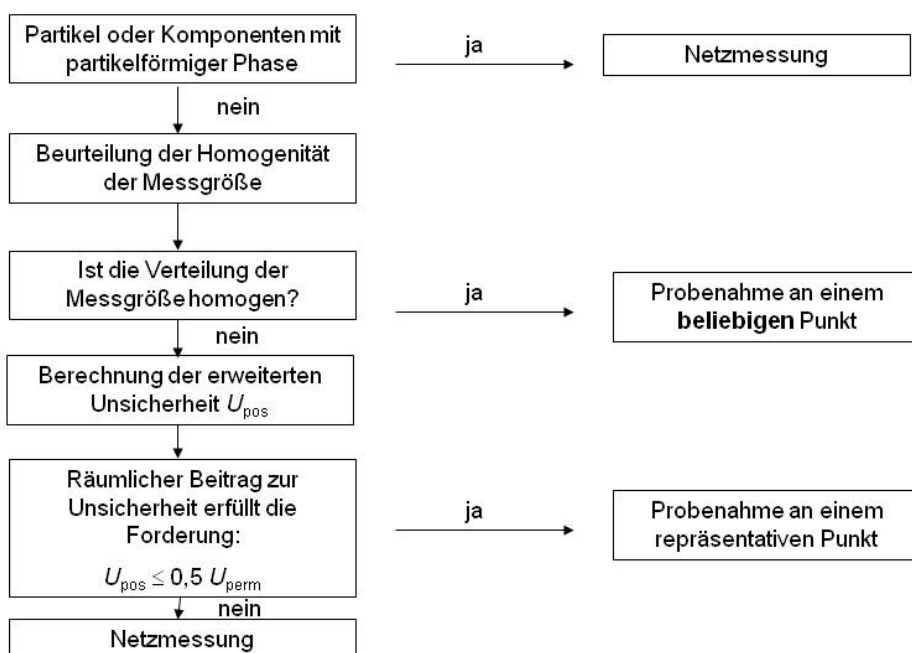 Partikel oder Komponenten mit
partikelförmiger Phase
ja
Netzmessung
nein
Beurteilung der Homogenität
der Messgröße
Ist die Verteilung der
Messgröße homogen?
ja
Probenahme an einem
beliebigen Punkt
nein
Berechnung der erweiterten
Unsicherheit Upos
Räumlicher Beitrag zur
Unsicherheit erfüllt die
Forderung:
Upos ≤ 0,5 Uperm
ja
Probenahme an einem
repräsentativen Punkt
nein
Netzmessung